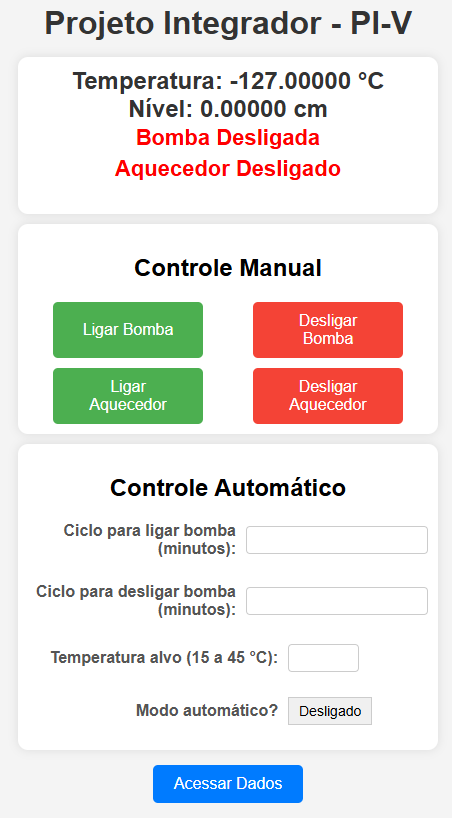 Projeto Integrador - PI-V
Temperatura: -127.00000 °C
Nível: 0.00000 cm
Bomba Desligada
Aquecedor Desligado
Controle Manual
Ligar Bomba
Desligar
Bomba
Ligar
Aquecedor
Desligar
Aquecedor
Controle Automático
Ciclo para ligar bomba
(minutos):
Ciclo para desligar bomba
(minutos):
Temperatura alvo (15 a 45 °C):
Modo automático?
Desligado
Acessar Dados